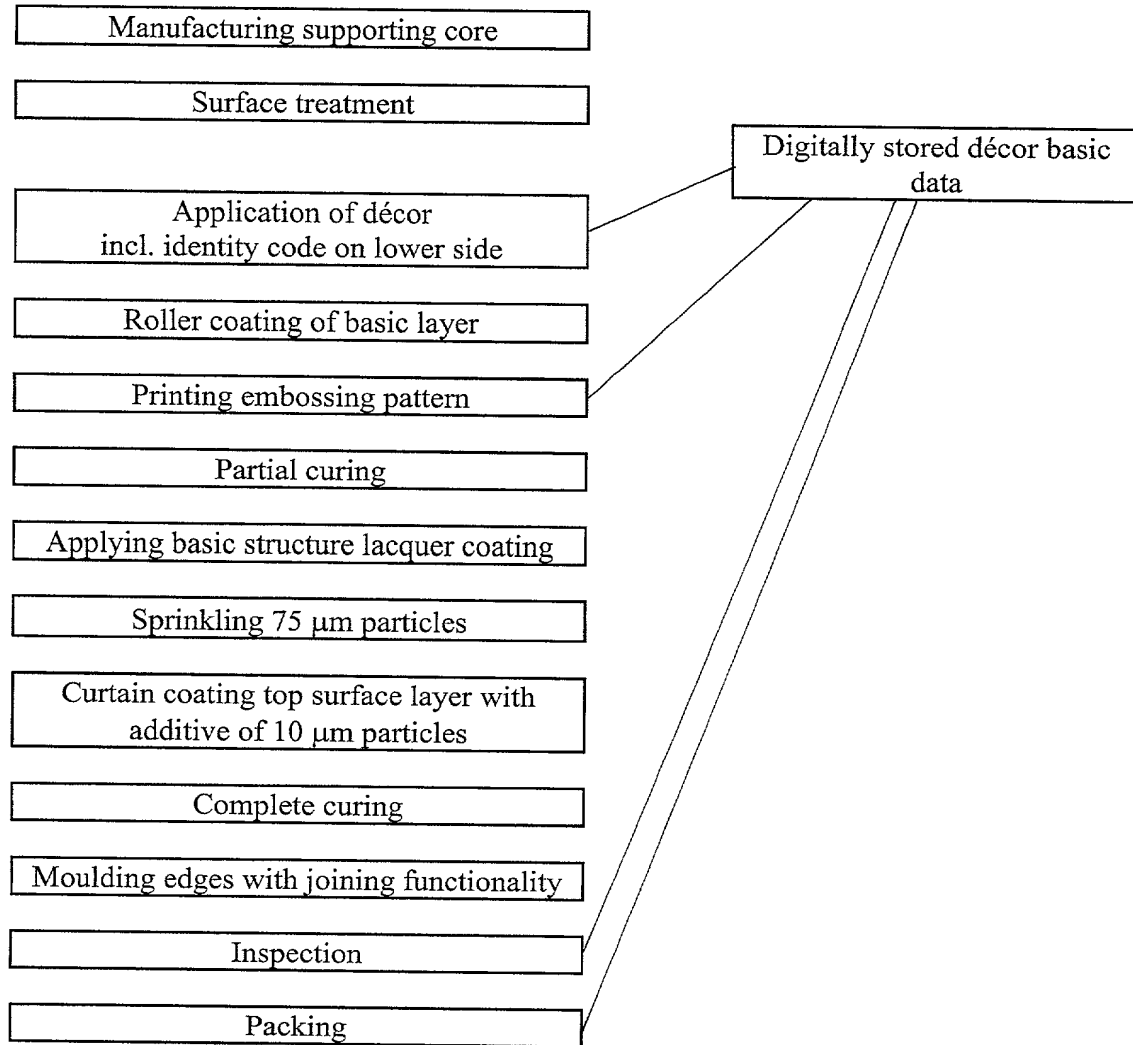 Manufacturing supporting core
Surface treatment
Digitally stored décor basic
data
Application of décor
incl. identity code on lower side
Roller coating of basic layer
Printing embossing pattern
Partial curing
Applying basic structure lacquer coating
Sprinkling 75 µm particles
Curtain coating top surface layer with
additive of 10 µm particles
Complete curing
Moulding edges with joining functionality
Inspection
Packing